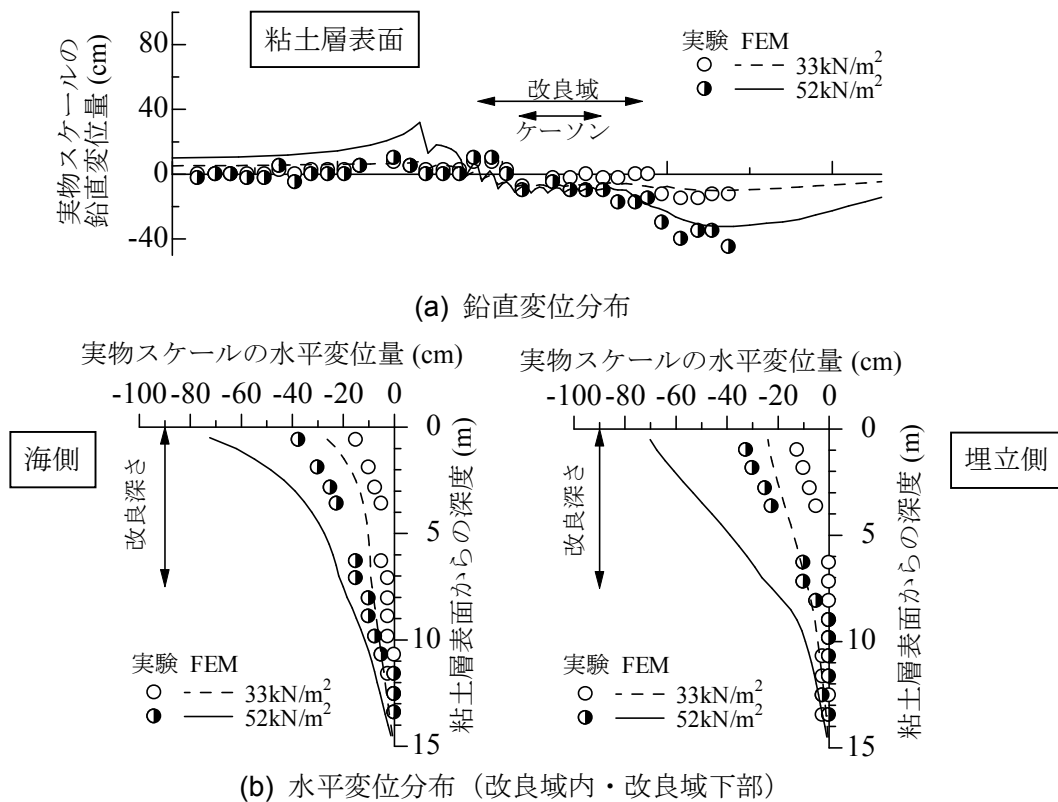 粘土層表面
実物スケールの
鉛直変位量 (cm)
80
40
0
-40
実験 FEM
33kN/m2
52kN/m2
改良域
ケーソン
(a) 鉛直変位分布
実物スケールの水平変位量 (cm)
-100 -80 -60 -40 -20 0
海側
改良深さ
0
5
10
15
粘土層表面からの深度 (m)
実験 FEM
33kN/m2
52kN/m2
実物スケールの水平変位量 (cm)
-100 -80 -60 -40 -20 0
埋立側
改良深さ
0
5
10
15
粘土層表面からの深度 (m)
実験 FEM
33kN/m2
52kN/m2
(b) 水平変位分布(改良域内・改良域下部)